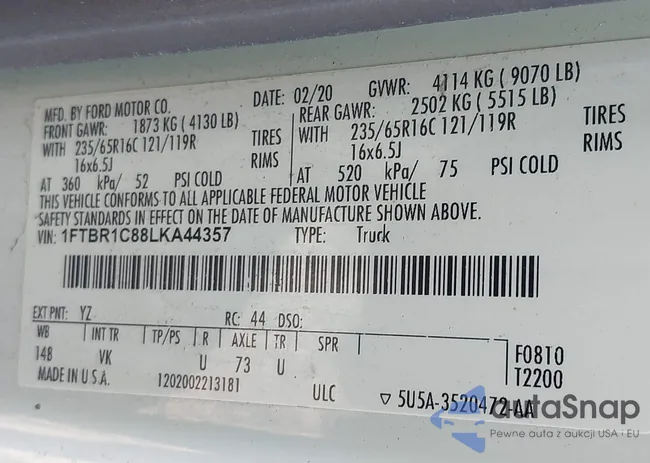 MFD. BY FORD MOTOR CO. DATE: 02/20 GVWR: 4114 KG ( 9070 LB)
FRONT GAWR: 1873 KG ( 4130 LB) REAR GAWR: 2502 KG ( 5515 LB)
WITH 235/65R16C 121/119R TIRES WITH 235/65R16C 121/119R TIRES
16x6.5J RIMS 16x6.5J RIMS
AT 360 kPa/ 52 PSI COLD AT 520 kPa/ 75 PSI COLD
THIS VEHICLE CONFORMS TO ALL APPLICABLE FEDERAL MOTOR VEHICLE
SAFETY STANDARDS IN EFFECT ON THE DATE OF MANUFACTURE SHOWN ABOVE.
VIN: 1FTBR1C88LKA44357 TYPE: Truck
EXT PNT: YZ RC: 44 DSO:
WB INT TR TP/PS R AXLE TR SPR F0810
148 VK U 73 U T2200
MADE IN U.S.A. 1202002213181 ULC ▽ 5U5A-3520472-AA
autoSnap
Pewne auta z aukcji USA i EU